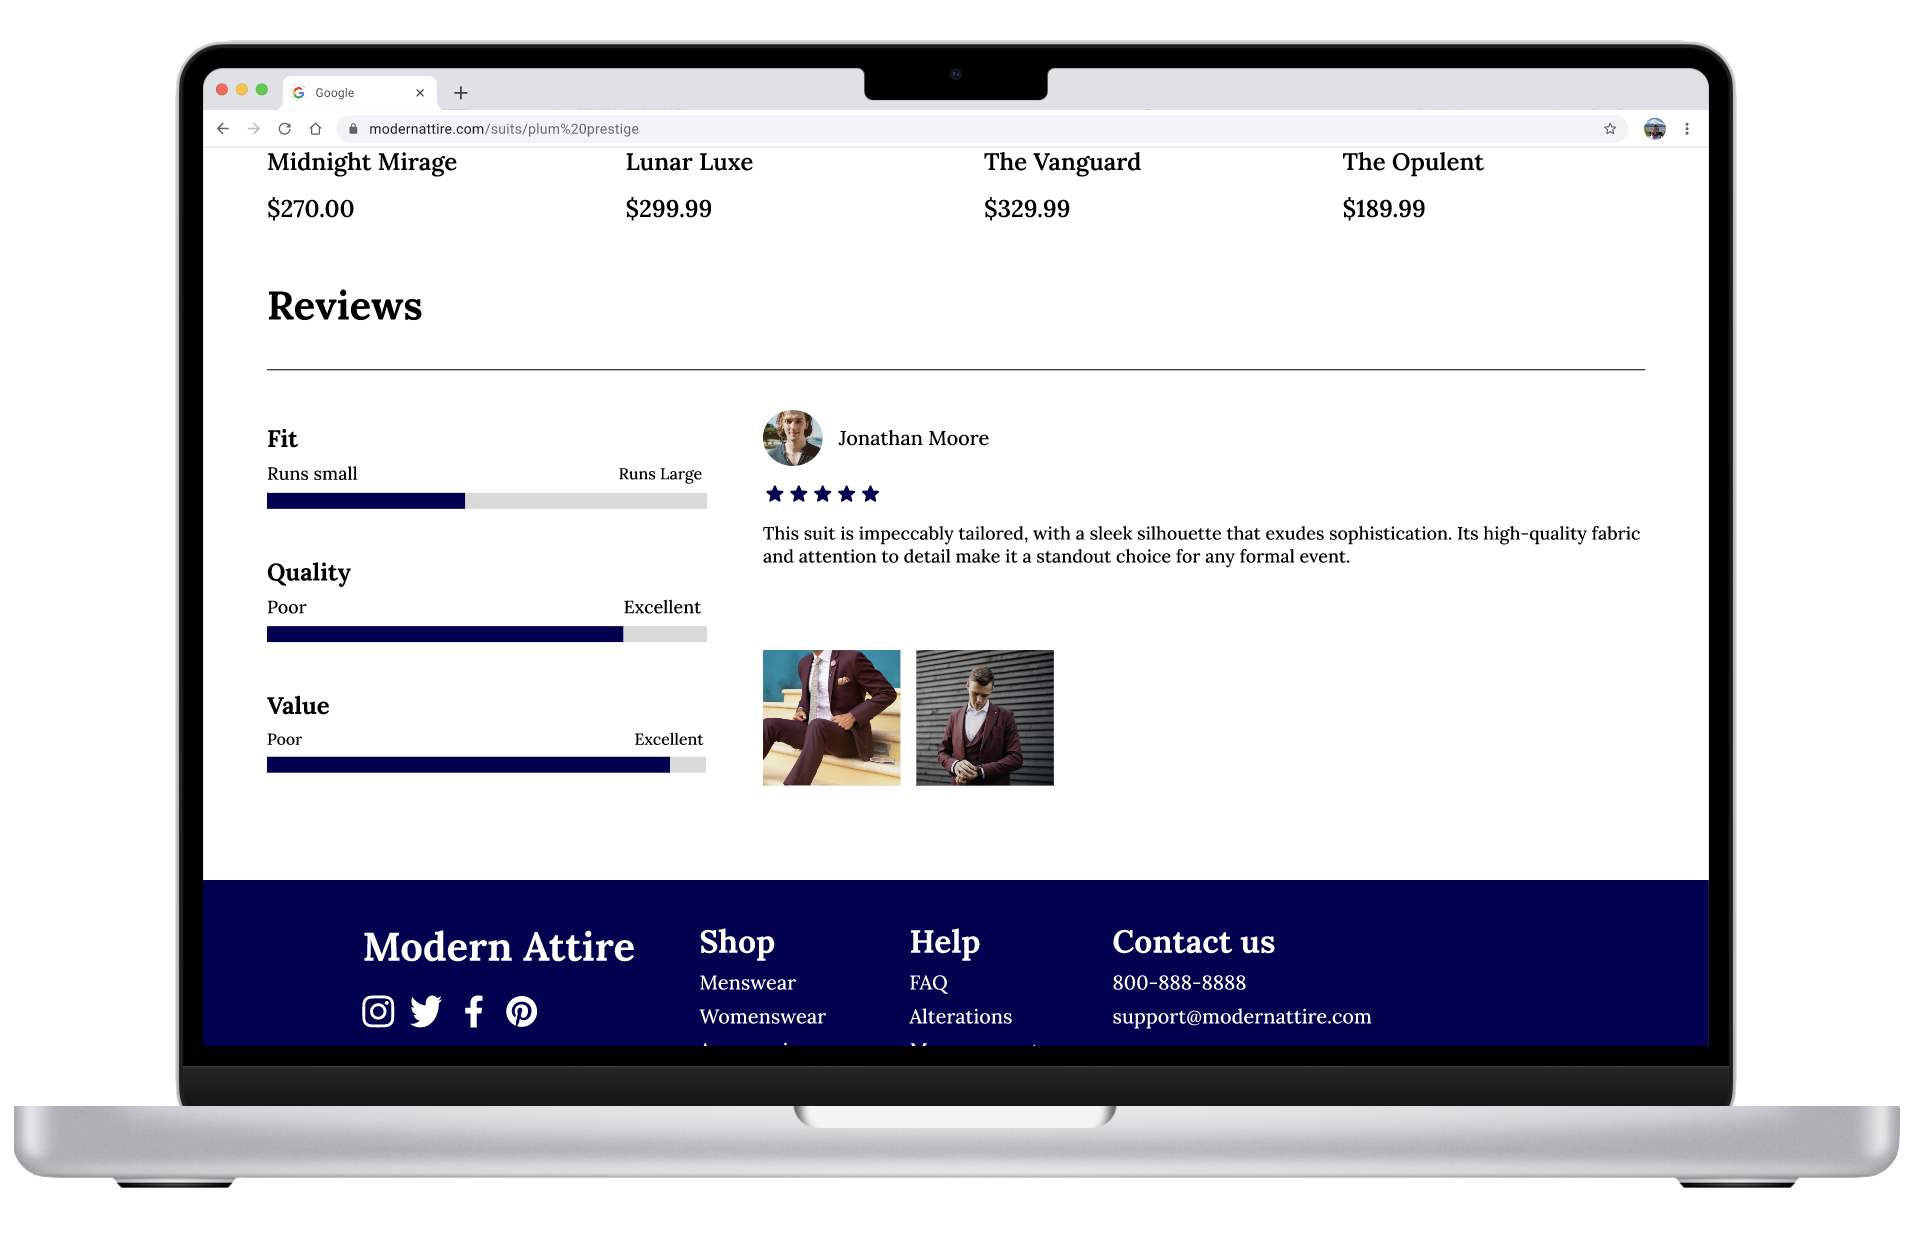 Google
modernattire.com/suits/plum%20prestige
Midnight Mirage
Lunar Luxe
The Vanguard
The Opulent
$270.00
$299.99
$329.99
$189.99
Reviews
Fit
Runs small
Runs Large
Quality
Poor
Excellent
Value
Poor
Excellent
Jonathan Moore
This suit is impeccably tailored, with a sleek silhouette that exudes sophistication. Its high-quality fabric
and attention to detail make it a standout choice for any formal event.
Modern Attire
Shop
Menswear
Womenswear
Help
FAQ
Alterations
Contact us
800-888-8888
support@modernattire.com